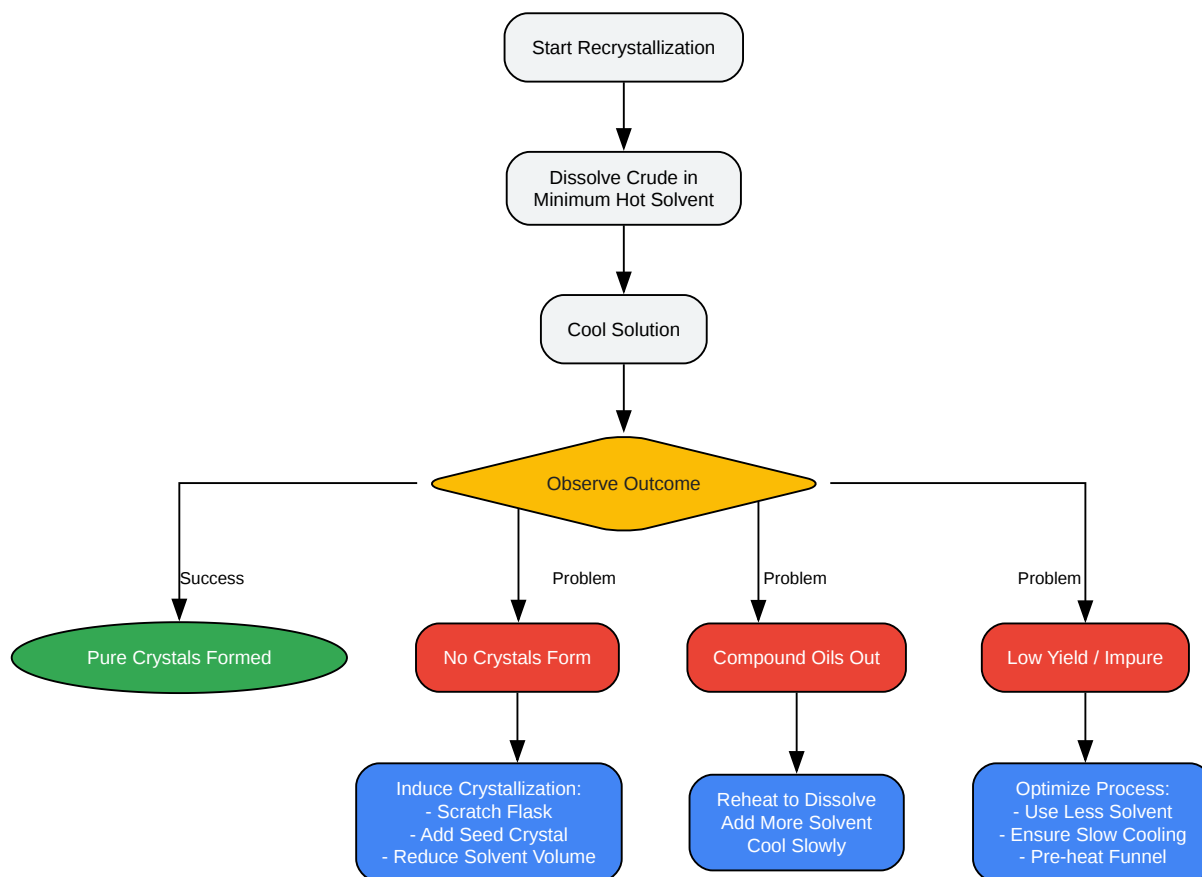 Start Recrystallization
Dissolve Crude in
Minimum Hot Solvent
Cool Solution
Observe Outcome
Success
Problem
Problem
Problem
Pure Crystals Formed
No Crystals Form
Compound Oils Out
Low Yield / Impure
Induce Crystallization:
- Scratch Flask
- Add Seed Crystal
- Reduce Solvent Volume
Reheat to Dissolve
Add More Solvent
Cool Slowly
Optimize Process:
- Use Less Solvent
- Ensure Slow Cooling
- Pre-heat Funnel